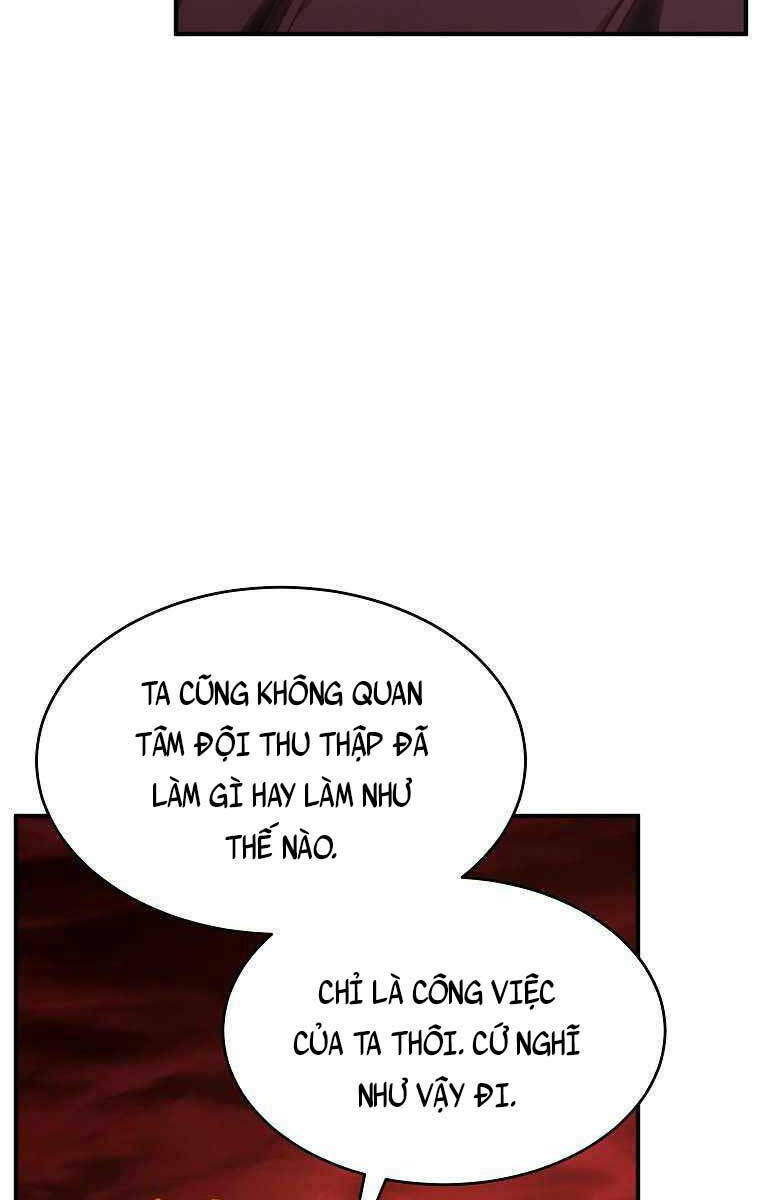 TA CŨNG KHÔNG QUAN
TÂM ĐỘI THU THẬP ĐÃ
LÀM GÌ HAY LÀM NHƯ
THẾ NÀO.
CHỈ LÀ CÔNG VIỆC
CỦA TA THÔI. CỨ NGHĨ
NHƯ VẬY ĐI.